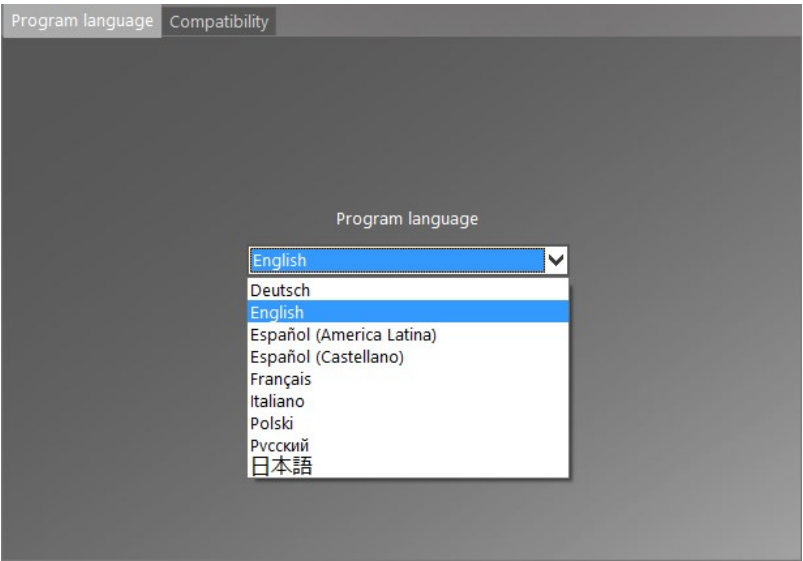 Program language Compatibility
Program language
English
Deutsch
English
Español (America Latina)
Español (Castellano)
Français
Italiano
Polski
Русский
日本語